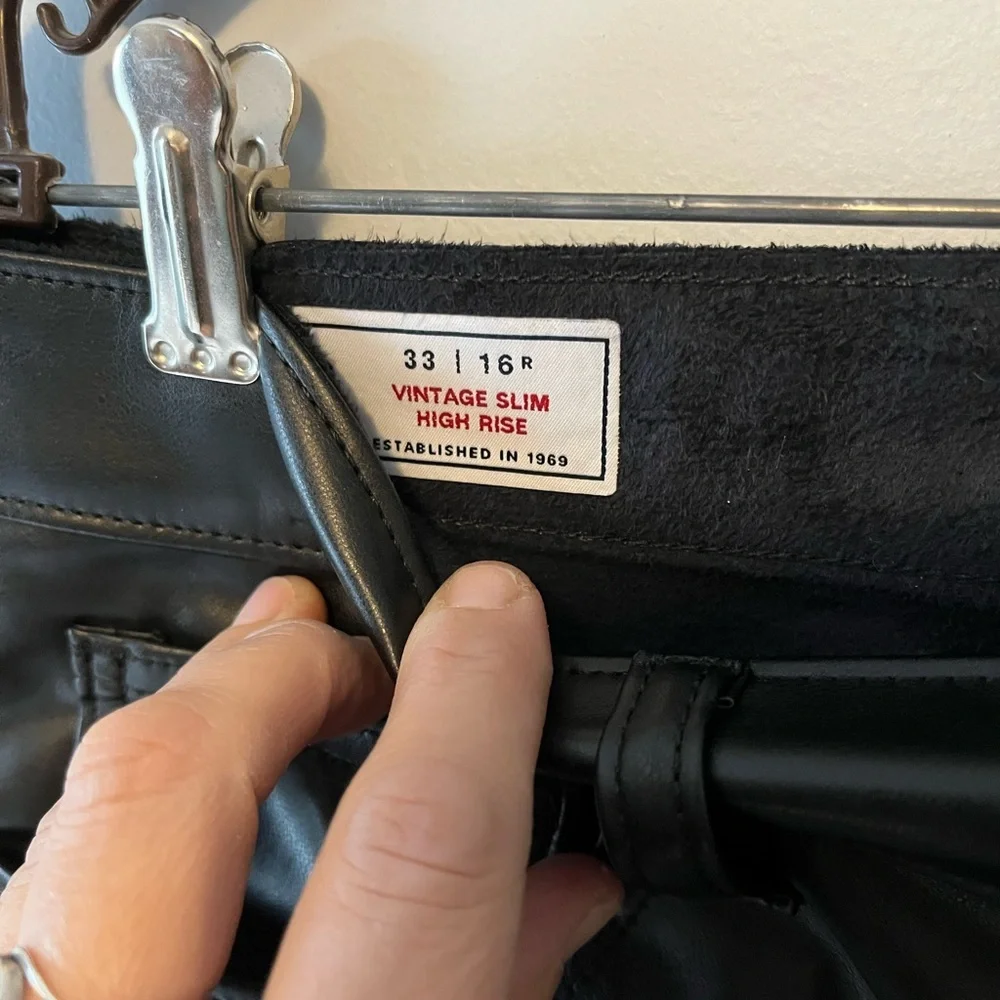 33 | 16R
VINTAGE SLIM
HIGH RISE
ESTABLISHED IN 1969